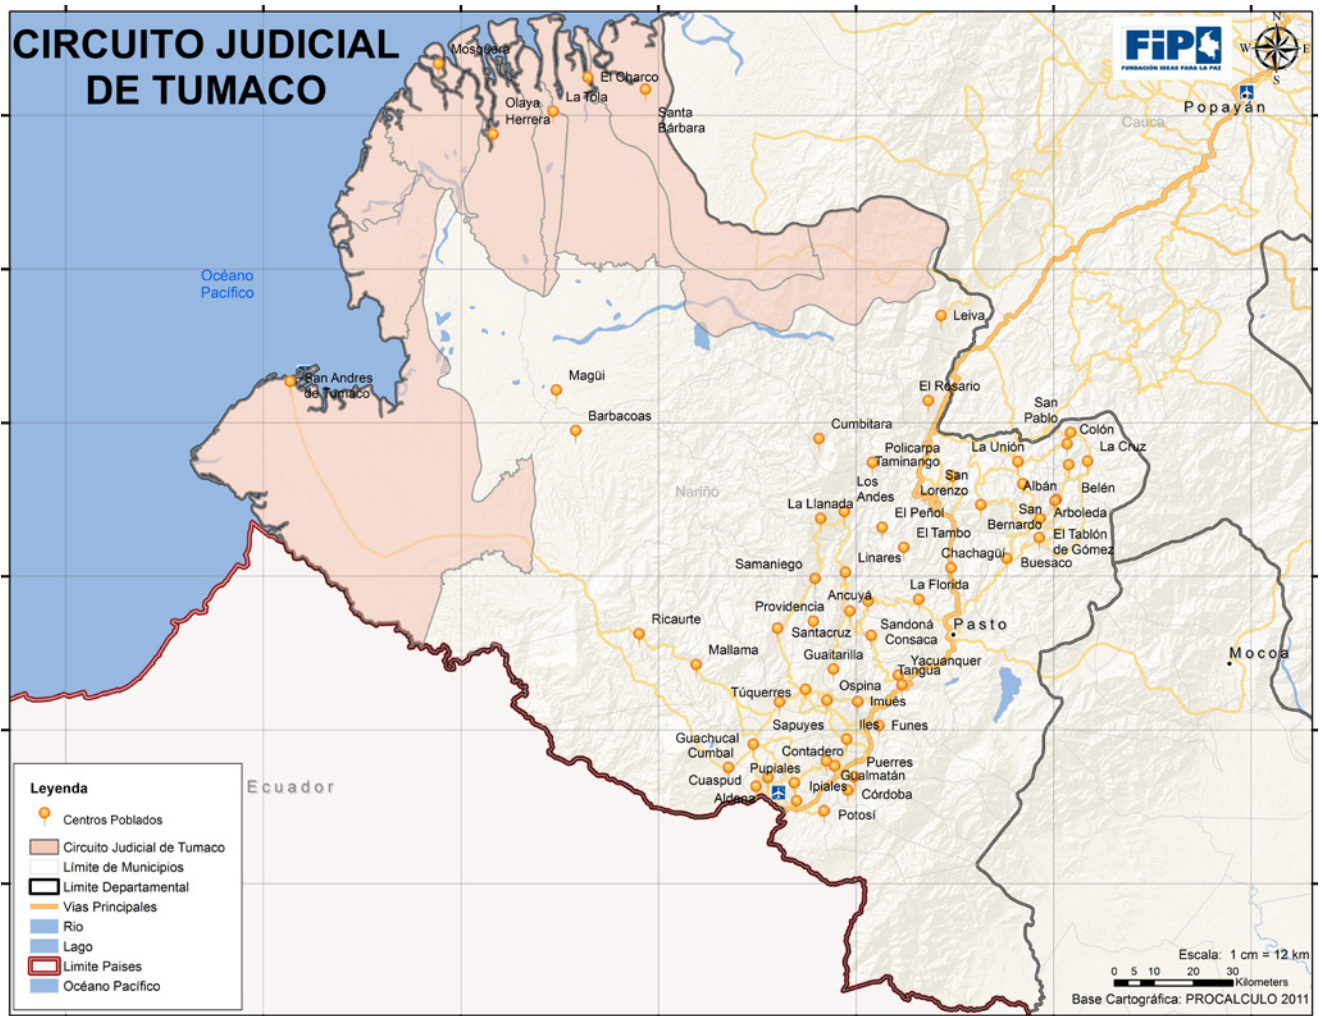 CIRCUITO JUDICIAL
DE TUMACO
FiP
FUNDACIÓN IDEAS PARA LA PAZ
N
W
E
S
Popayán
Cauca
Mosquera
El Charco
La Tola
Olaya
Herrera
Santa
Bárbara
Océano
Pacífico
Leiva
San Andres
de Tumaco
Magüi
Barbacoas
El Rosario
Cumbitara
San
Pablo
Colón
La Cruz
La Unión
Policarpa
Taminango
San
Lorenzo
Albán
Belén
Nariño
Los
Andes
La Llanada
El Peñol
San
Bernardo
Arboleda
El Tambo
El Tablón
de Gómez
Linares
Chachagüí
Buesaco
Samaniego
La Florida
Ancuyá
Providencia
Ricaurte
Santacruz
Sandoná
Consaca
Pasto
Mallama
Guaitarilla
Yacuanquer
Tangua
Mocoa
Túquerres
Ospina
Imués
Sapuyes
Iles
Funes
Guachucal
Cumbal
Contadero
Puerres
Cuaspud
Pupiales
Gualmatán
Ipiales
Córdoba
Aldena
Potosí
Ecuador
Leyenda
Centros Poblados
Circuito Judicial de Tumaco
Límite de Municipios
Limite Departamental
Vias Principales
Rio
Lago
Limite Paises
Océano Pacífico
Escala: 1 cm = 12 km
0 5 10 20 30
Kilometers
Base Cartográfica: PROCALCULO 2011